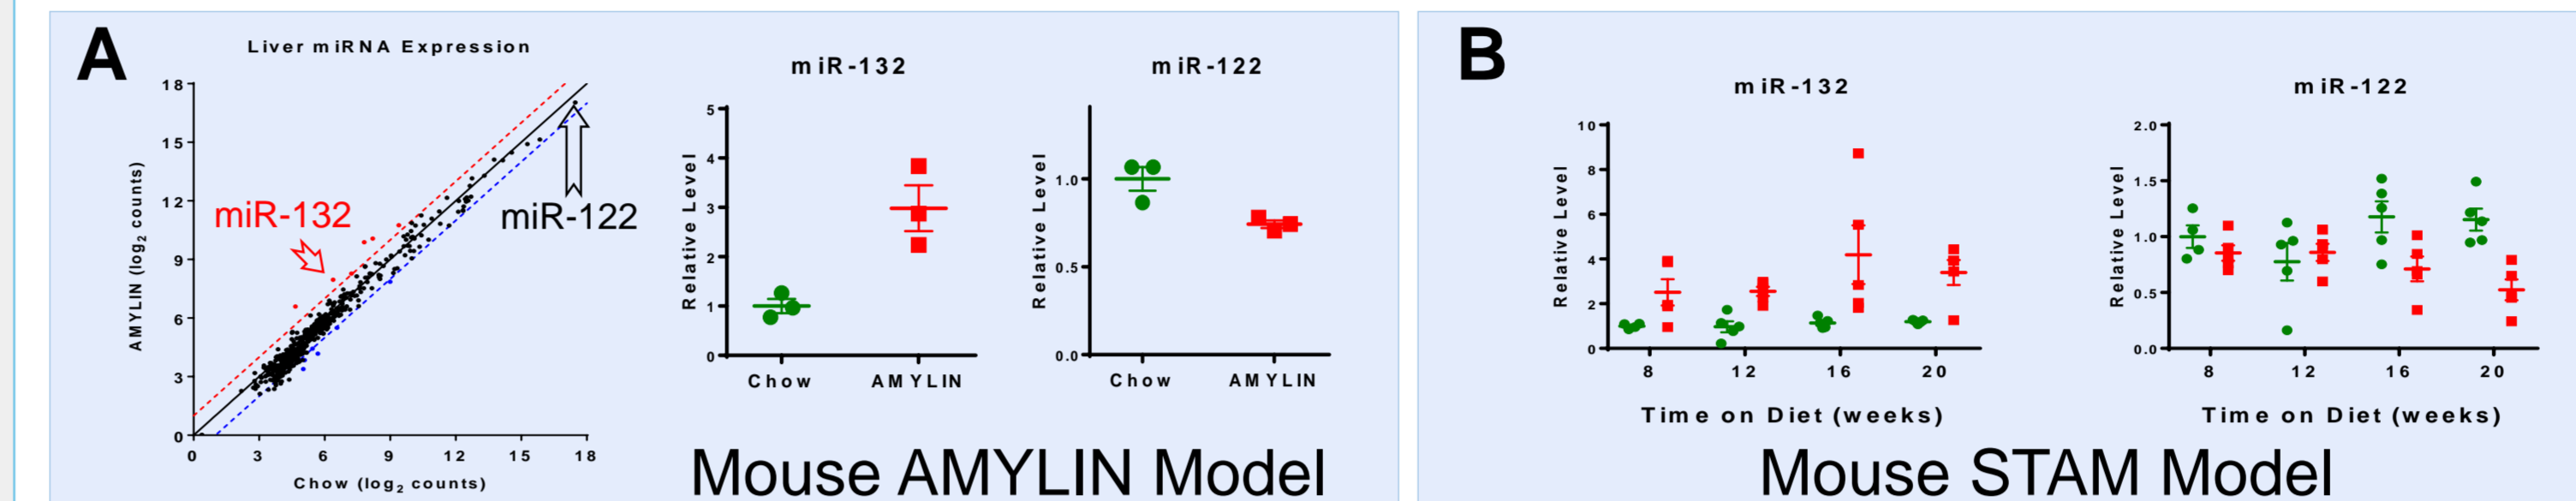 A
Liver miRNA Expression
AMYLIN (log2 counts)
18
15
12
9
6
3
0
0 3 6 9 12 15 18
Chow (log2 counts)
miR-132
miR-122
miR-132
Relative Level
5
4
3
2
1
0
Chow AMYLIN
miR-122
Relative Level
1.0
0.5
0.0
Chow AMYLIN
Mouse AMYLIN Model
B
miR-132
Relative Level
10
8
6
4
2
0
8 12 16 20
Time on Diet (weeks)
miR-122
Relative Level
2.0
1.5
1.0
0.5
0.0
8 12 16 20
Time on Diet (weeks)
Mouse STAM Model